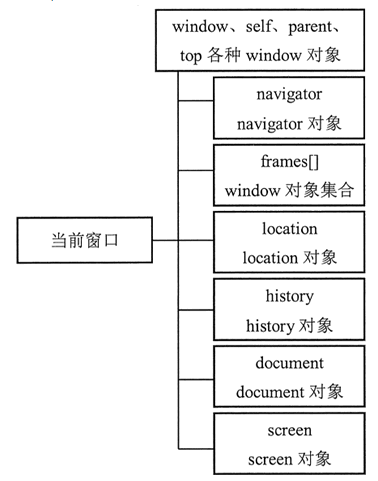 window、self、parent、
top 各种 window 对象
navigator
navigator 对象
frames[]
window 对象集合
当前窗口
location
location 对象
history
history 对象
document
document 对象
screen
screen 对象